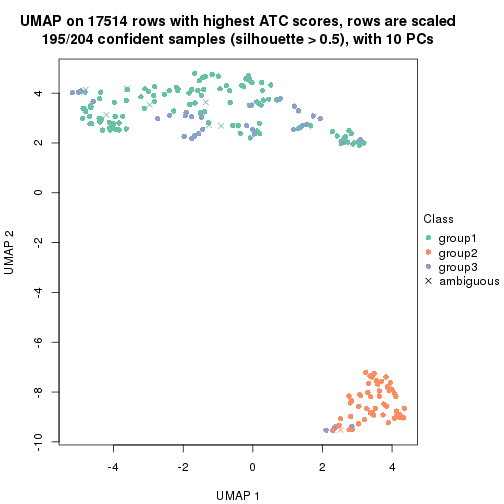 UMAP on 17514 rows with highest ATC scores, rows are scaled
195/204 confident samples (silhouette > 0.5), with 10 PCs
4
2
0
-2
-4
-6
-8
-10
UMAP 2
-4
-2
0
2
4
UMAP 1
Class
group1
group2
group3
ambiguous